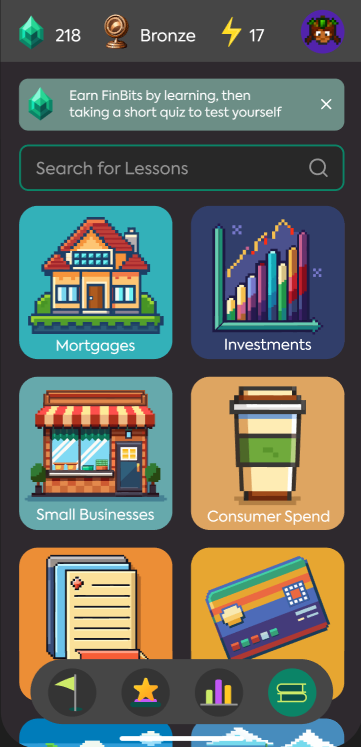 218
Bronze
17
Earn FinBits by learning, then
taking a short quiz to test yourself
Search for Lessons
Mortgages
Investments
Small Businesses
Consumer Spend